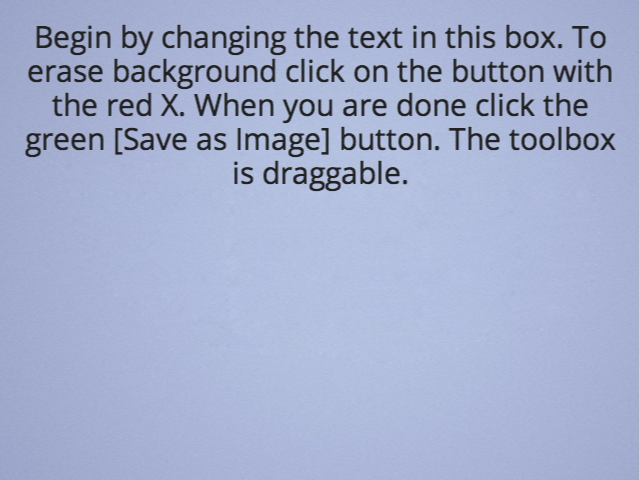 Begin by changing the text in this box. To
erase background click on the button with
the red X. When you are done click the
green [Save as Image] button. The toolbox
is draggable.